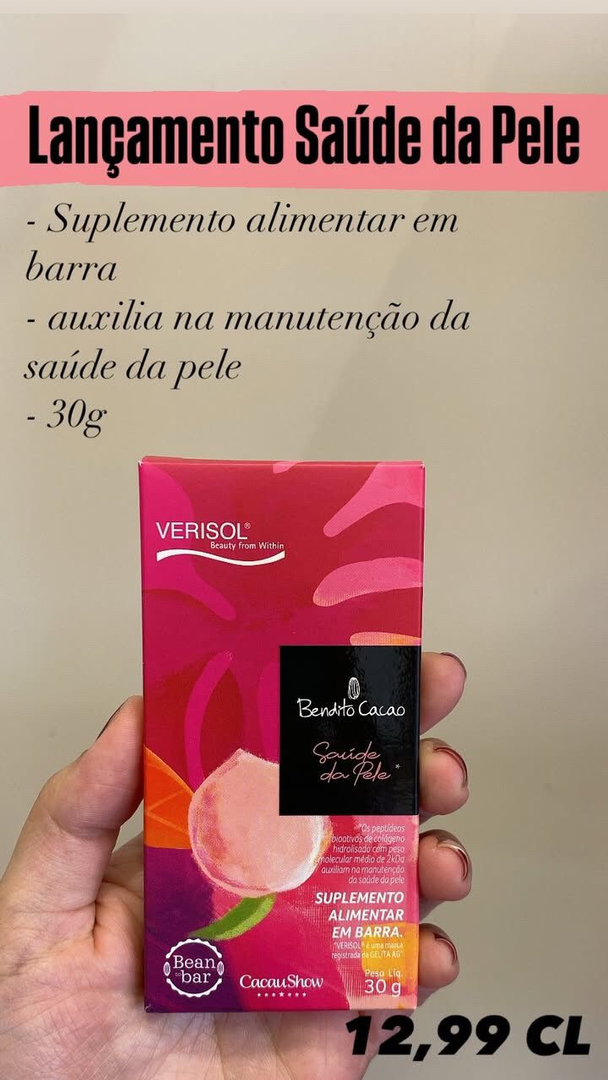 Lançamento Saúde da Pele
- Suplemento alimentar em
barra
- auxilia na manutenção da
saúde da pele
- 30g
VERISOL®
Beauty from Within
Bendito Cacao
Saúde
da Pele*
*Os peptídeos
bioativos de colágeno
hidrolisado com peso
molecular médio de 2kDa
auxiliam na manutenção
da saúde da pele
SUPLEMENTO
ALIMENTAR
EM BARRA.
"VERISOL® é uma marca
registrada da GELITA AG"
Peso Líq.
30 g
Bean
to
bar
CacauShow
12,99 CL